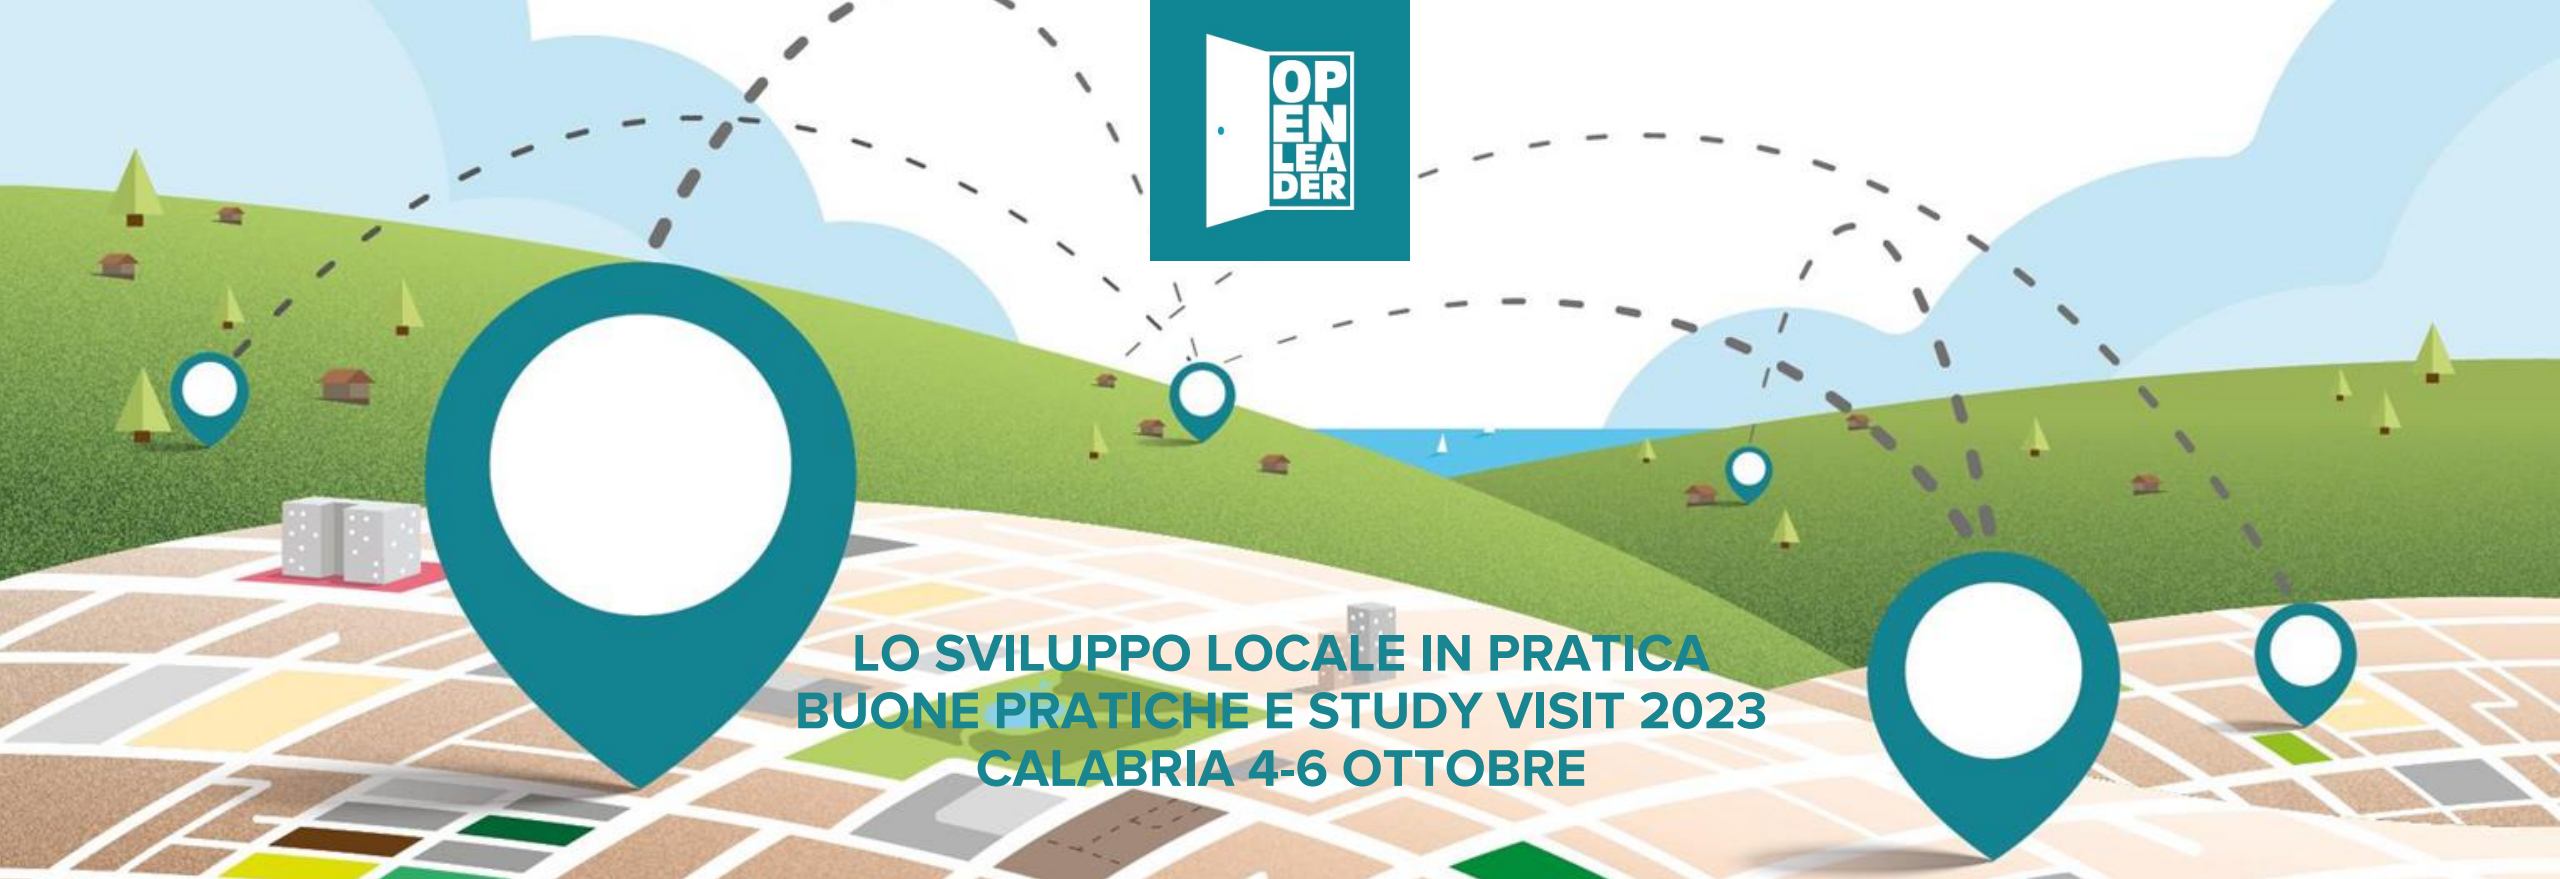 OP
EN
LEA
DER
LO SVILUPPO LOCALE IN PRATICA
BUONE PRATICHE E STUDY VISIT 2023
CALABRIA 4-6 OTTOBRE